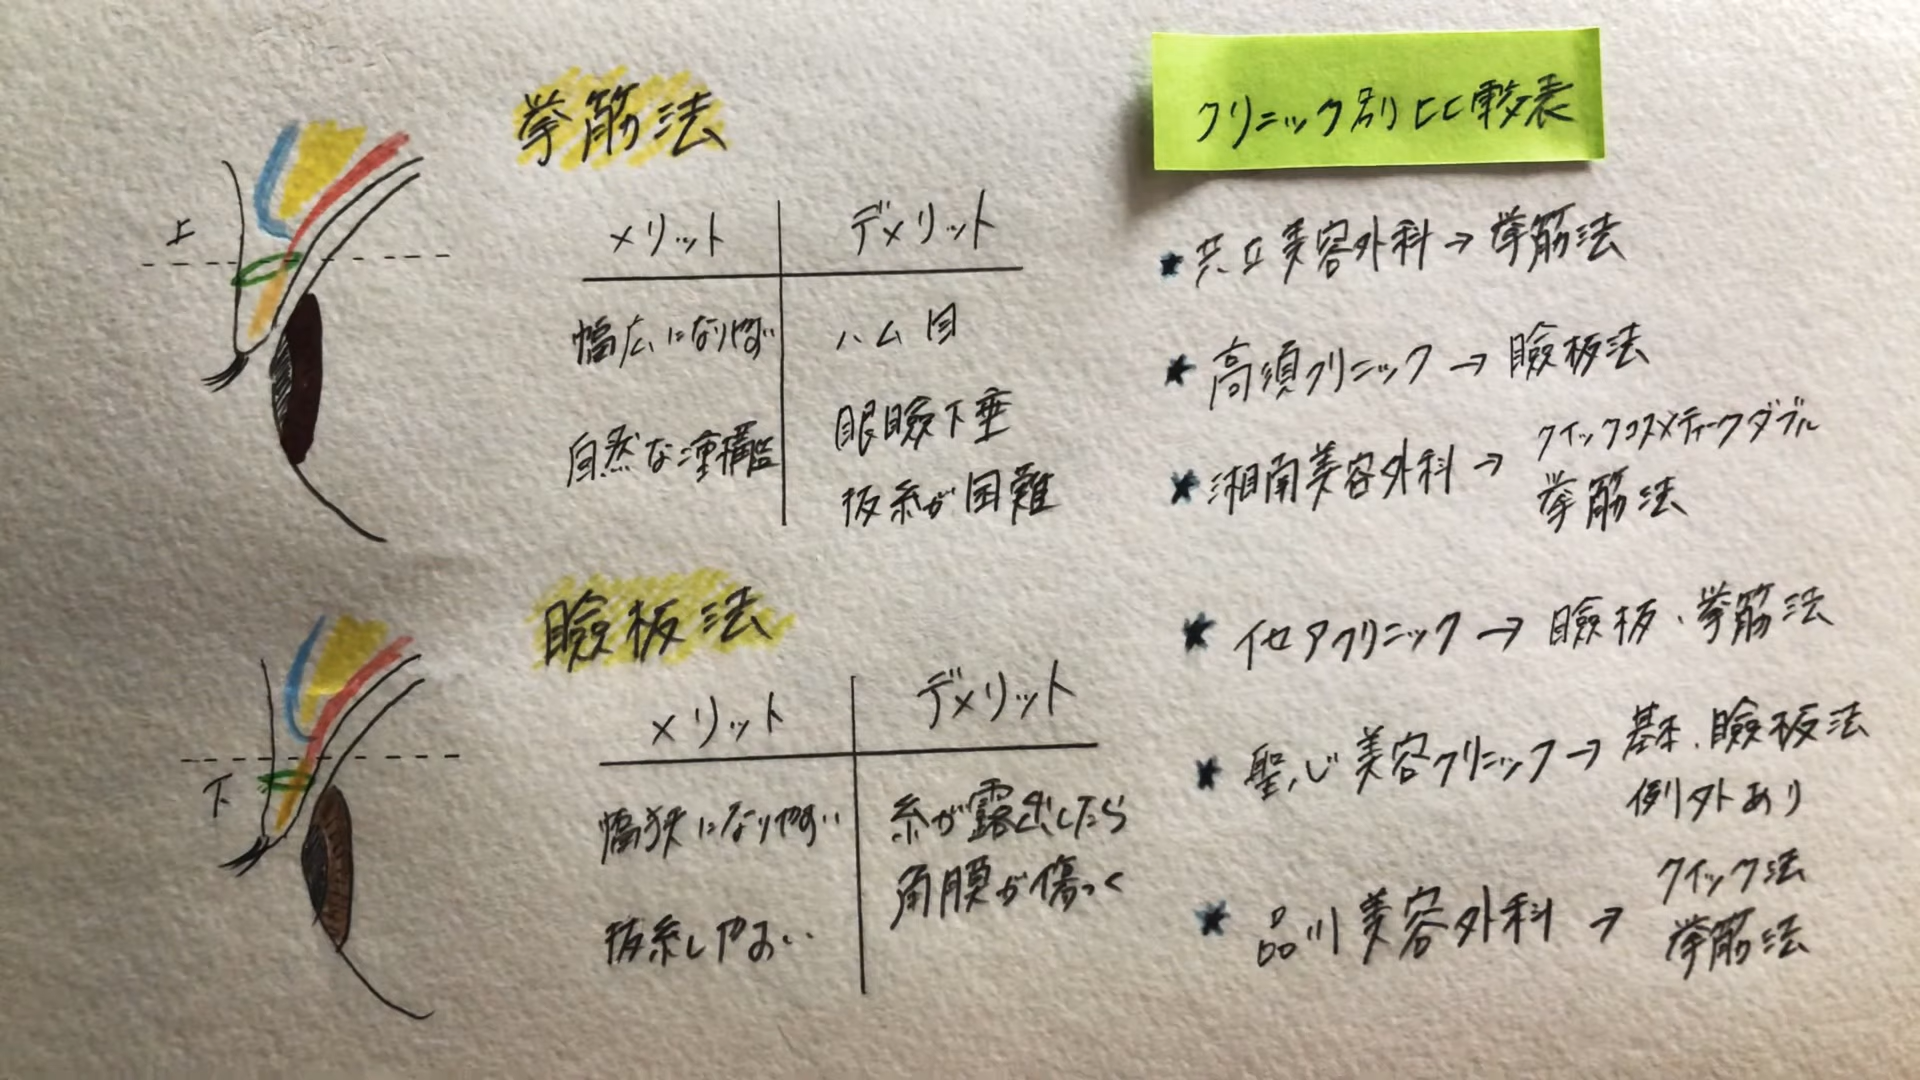 挙筋法
上
メリット
デメリット
幅広になりやすい
ハム目
自然な
眼瞼下垂
抜糸が困難
瞼板法
下
メリット
デメリット
幅狭になりやすい
糸が露出したら
角膜が傷つく
抜糸しやすい
クリニック別比較表
★共立美容外科→挙筋法
★高須クリニック→瞼板法
★湘南美容外科→クイックコスメティークダブル
挙筋法
★イセアクリニック→瞼板・挙筋法
★聖心美容クリニック→基本、瞼板法
例外あり
★品川美容外科→クイック法
挙筋法